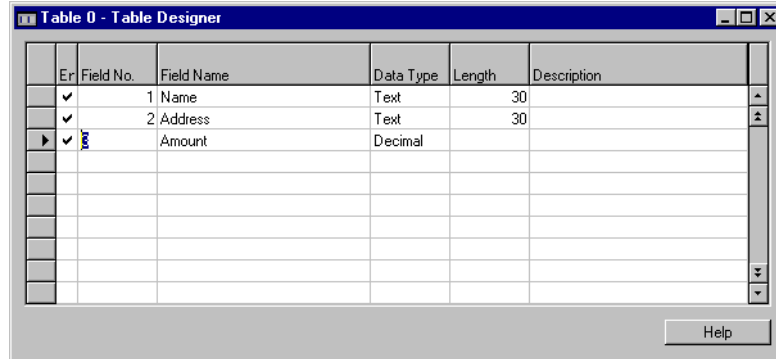 Table 0 - Table Designer
Er Field No. Field Name Data Type Length Description
1 Name Text 30
2 Address Text 30
3 Amount Decimal
Help